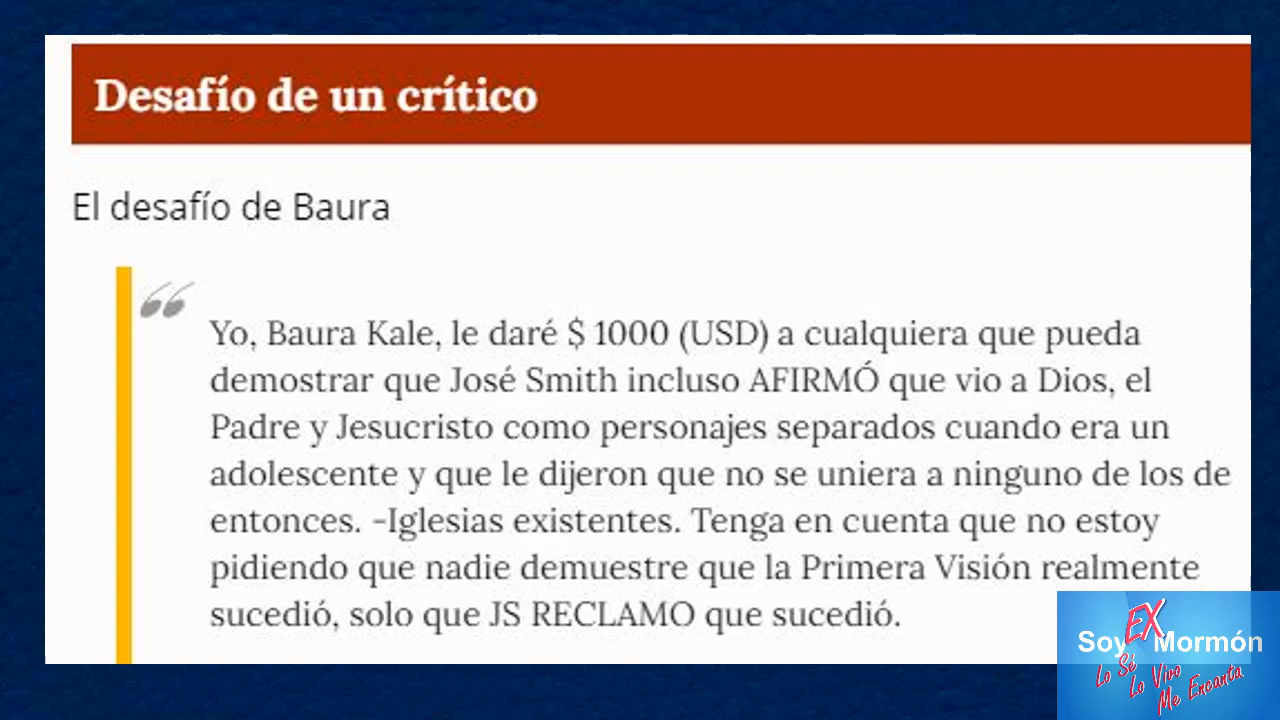 Desafío de un crítico
El desafío de Baura
“
Yo, Baura Kale, le daré $ 1000 (USD) a cualquiera que pueda
demostrar que José Smith incluso AFIRMÓ que vio a Dios, el
Padre y Jesucristo como personajes separados cuando era un
adolescente y que le dijeron que no se uniera a ninguno de los de
entonces. -Iglesias existentes. Tenga en cuenta que no estoy
pidiendo que nadie demuestre que la Primera Visión realmente
sucedió, solo que JS RECLAMO que sucedió.
Soy EX Mormón
Lo Sé
Lo Vivo
Me Encanta